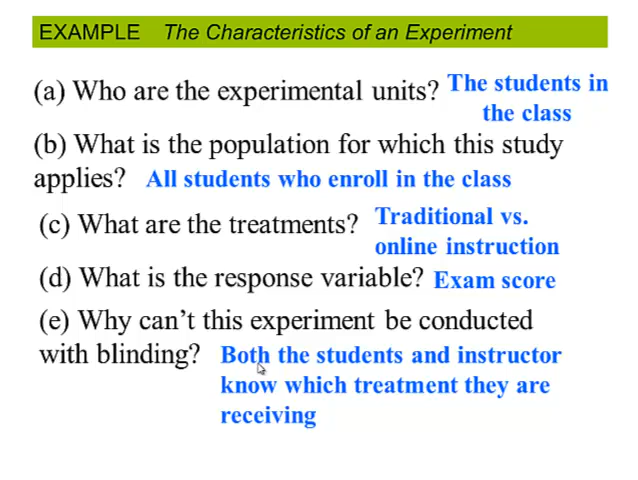 EXAMPLE The Characteristics of an Experiment
(a) Who are the experimental units? The students in
the class
(b) What is the population for which this study
applies? All students who enroll in the class
(c) What are the treatments? Traditional vs.
online instruction
(d) What is the response variable? Exam score
(e) Why can't this experiment be conducted
with blinding? Both the students and instructor
know which treatment they are
receiving